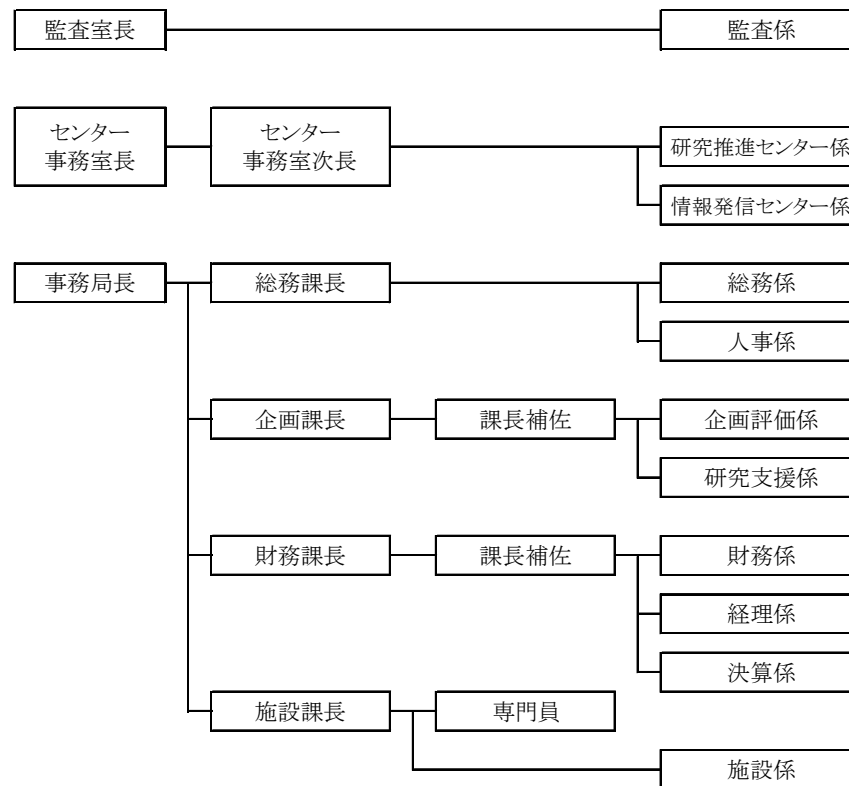 監査室長
監査係
センター
事務室長
センター
事務室次長
研究推進センター係
情報発信センター係
事務局長
総務課長
総務係
人事係
企画課長
課長補佐
企画評価係
研究支援係
財務課長
課長補佐
財務係
経理係
決算係
施設課長
専門員
施設係